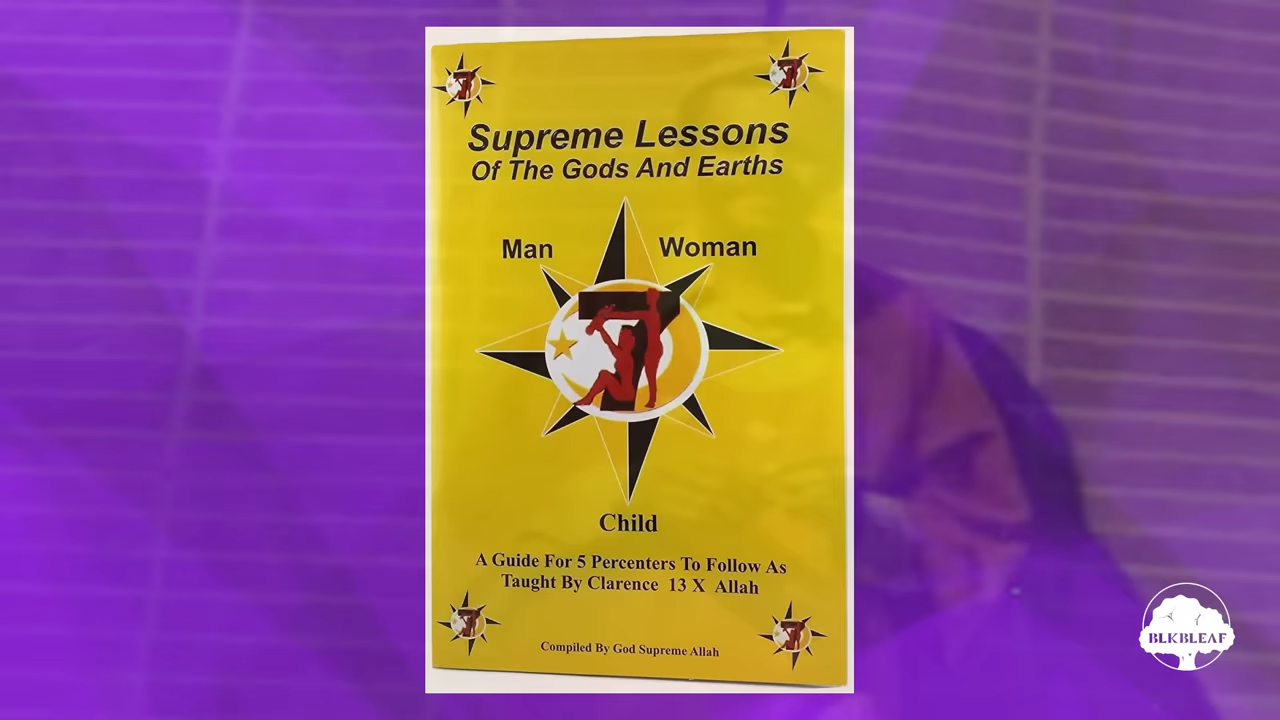 Supreme Lessons
Of The Gods And Earths
Man
Woman
7
Child
A Guide For 5 Percenters To Follow As
Taught By Clarence 13 X Allah
Compiled By God Supreme Allah
BLKBLEAF